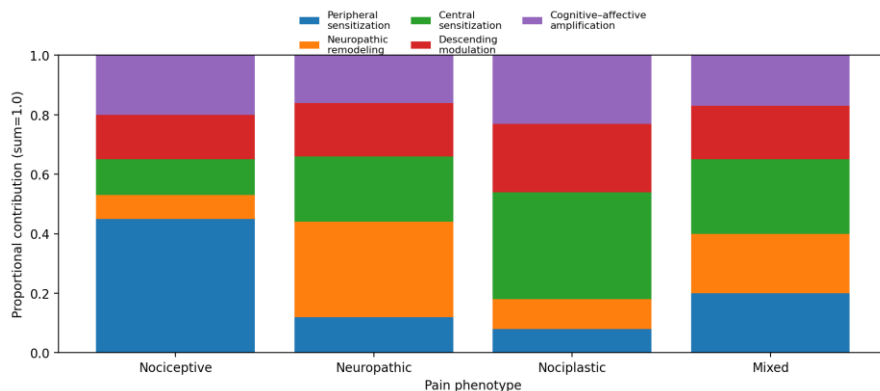 Peripheral
sensitization
Neuropathic
remodeling
Central
sensitization
Descending
modulation
Cognitive–affective
amplification
Proportional contribution (sum=1.0)
1.0
0.8
0.6
0.4
0.2
0.0
Nociceptive
Neuropathic
Nociplastic
Mixed
Pain phenotype